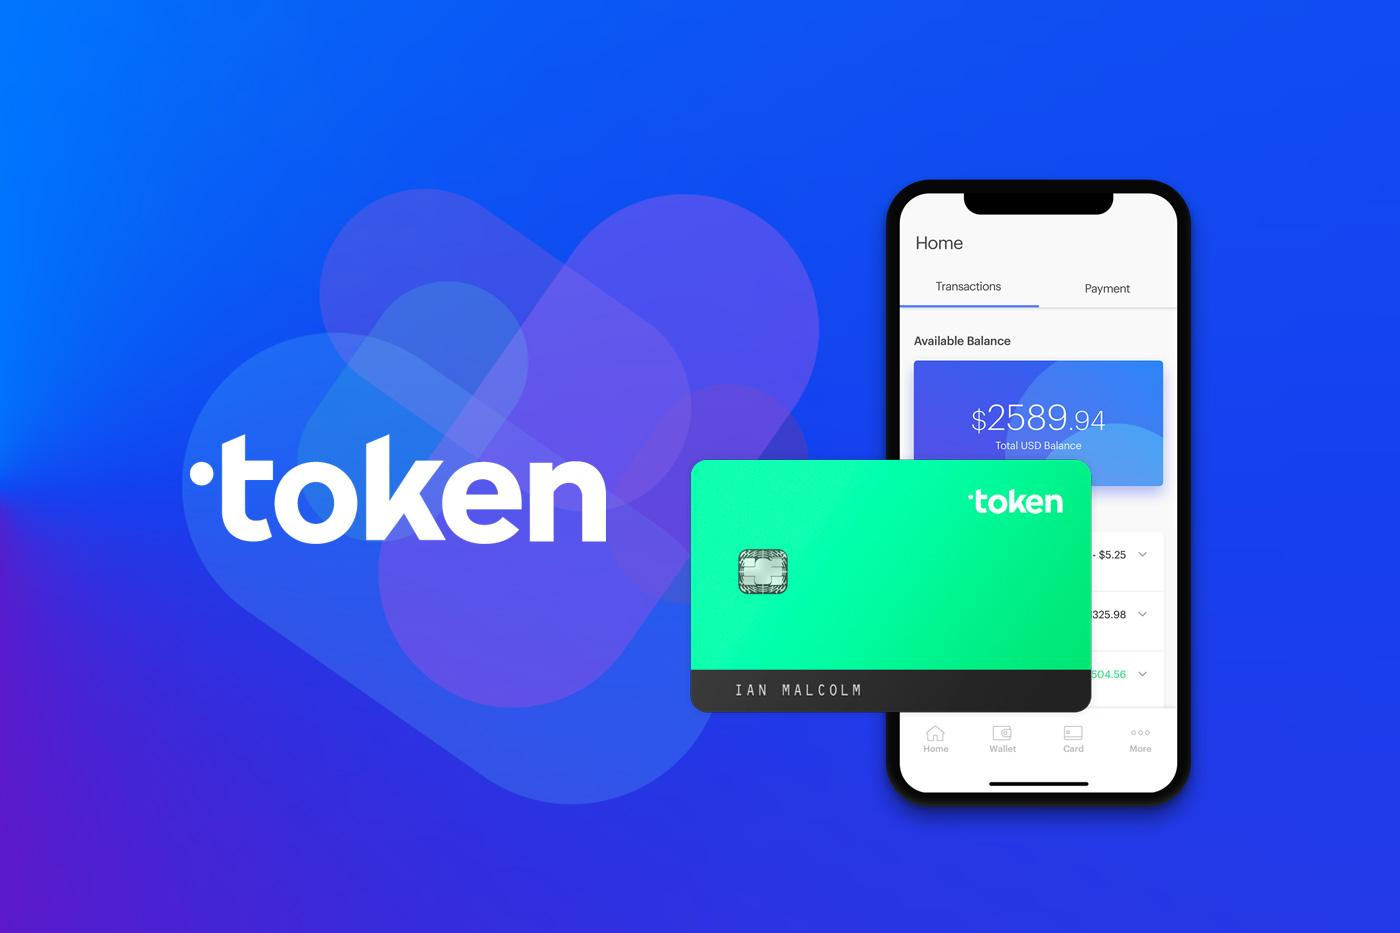 token
Home
Transactions
Payment
Available Balance
$2589.94
Total USD Balance
token
- $5.25
325.98
504.56
IAN MALCOLM
Home
Wallet
Card
More